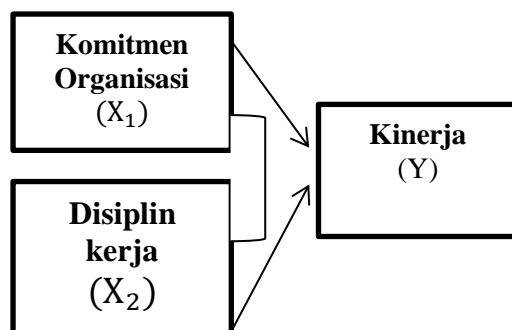 Komitmen
Organisasi
(X₁)
Disiplin
kerja
(X₂)
Kinerja
(Y)